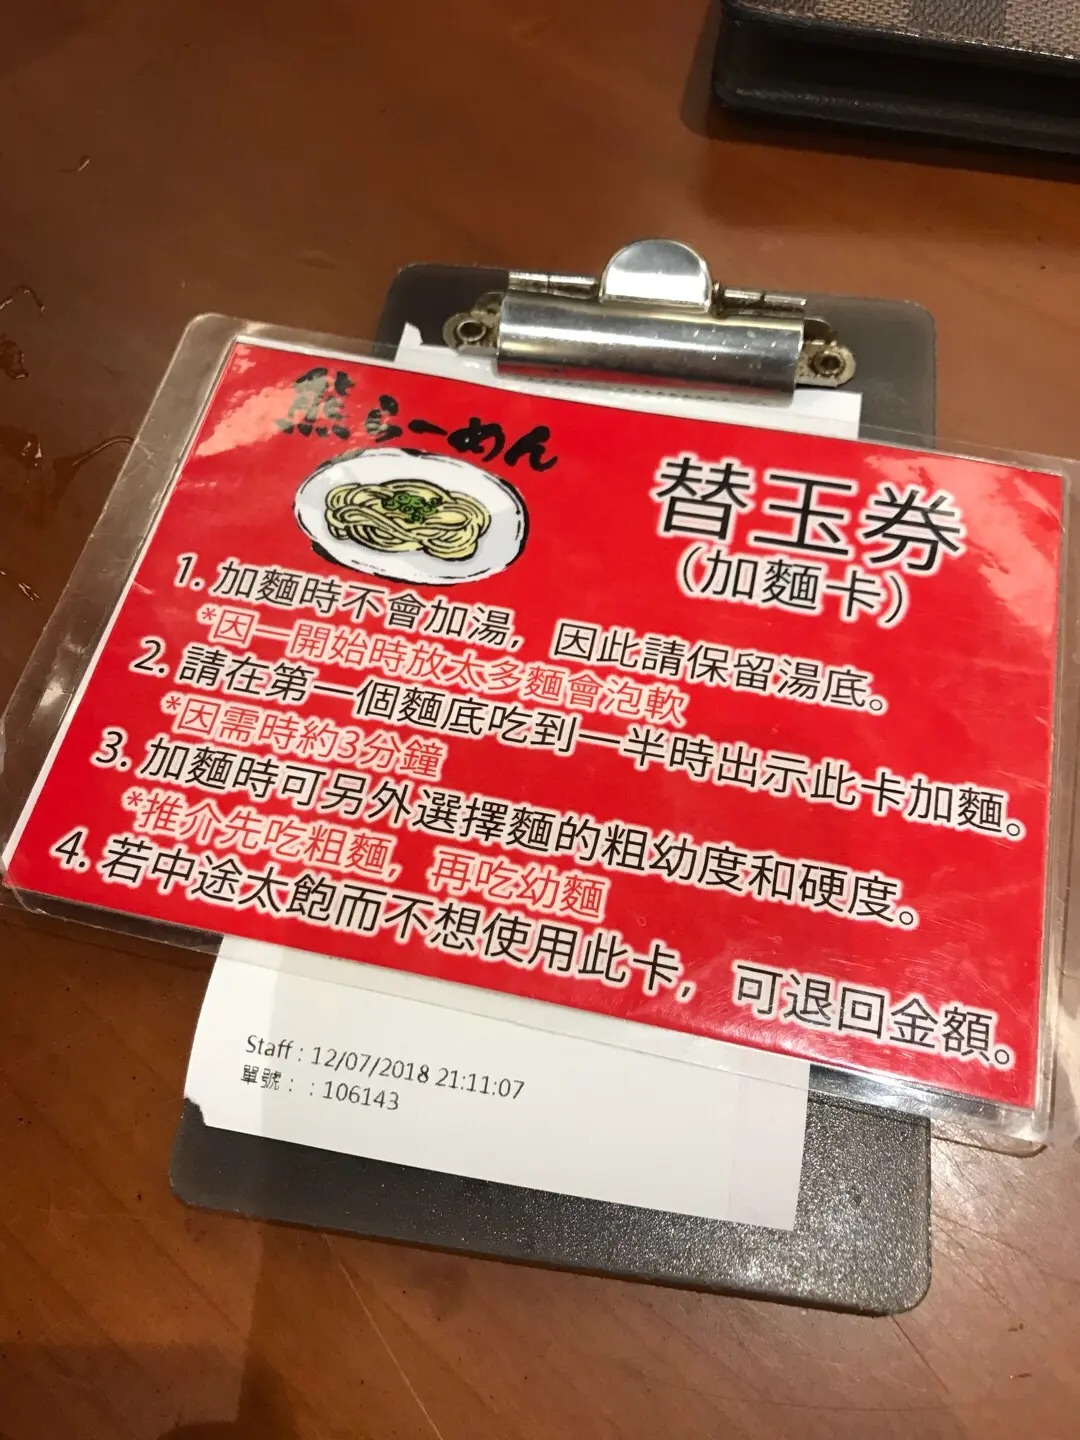 熊らーめん
替玉券
(加麵卡)
1. 加麵時不會加湯，因此請保留湯底。
*因一開始時放太多麵會泡軟
2. 請在第一個麵底吃到一半時出示此卡加麵。
*因需時約3分鐘
3. 加麵時可另外選擇麵的粗幼度和硬度。
*推介先吃粗麵，再吃幼麵
4. 若中途太飽而不想使用此卡，可退回金額。
Staff : 12/07/2018 21:11:07
單號： : 106143